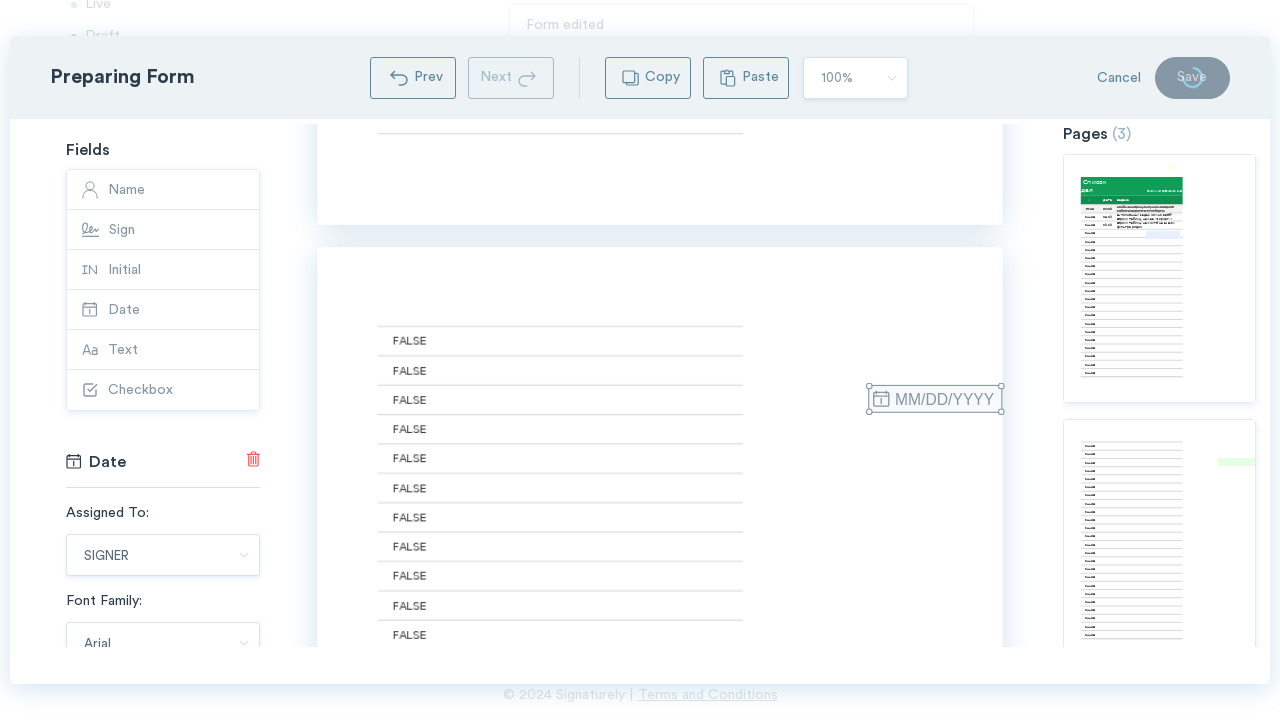 Live
Form edited
Draft
Preparing Form
Prev
Next
Copy
Paste
100%
Cancel
Save
Fields
Name
Sign
Initial
Date
Text
Checkbox
Date
Assigned To:
SIGNER
Font Family:
Arial
FALSE
FALSE
FALSE
FALSE
FALSE
FALSE
FALSE
FALSE
FALSE
FALSE
FALSE
MM/DD/YYYY
Pages (3)
Список
дел
© 2024 Signaturely | Terms and Conditions